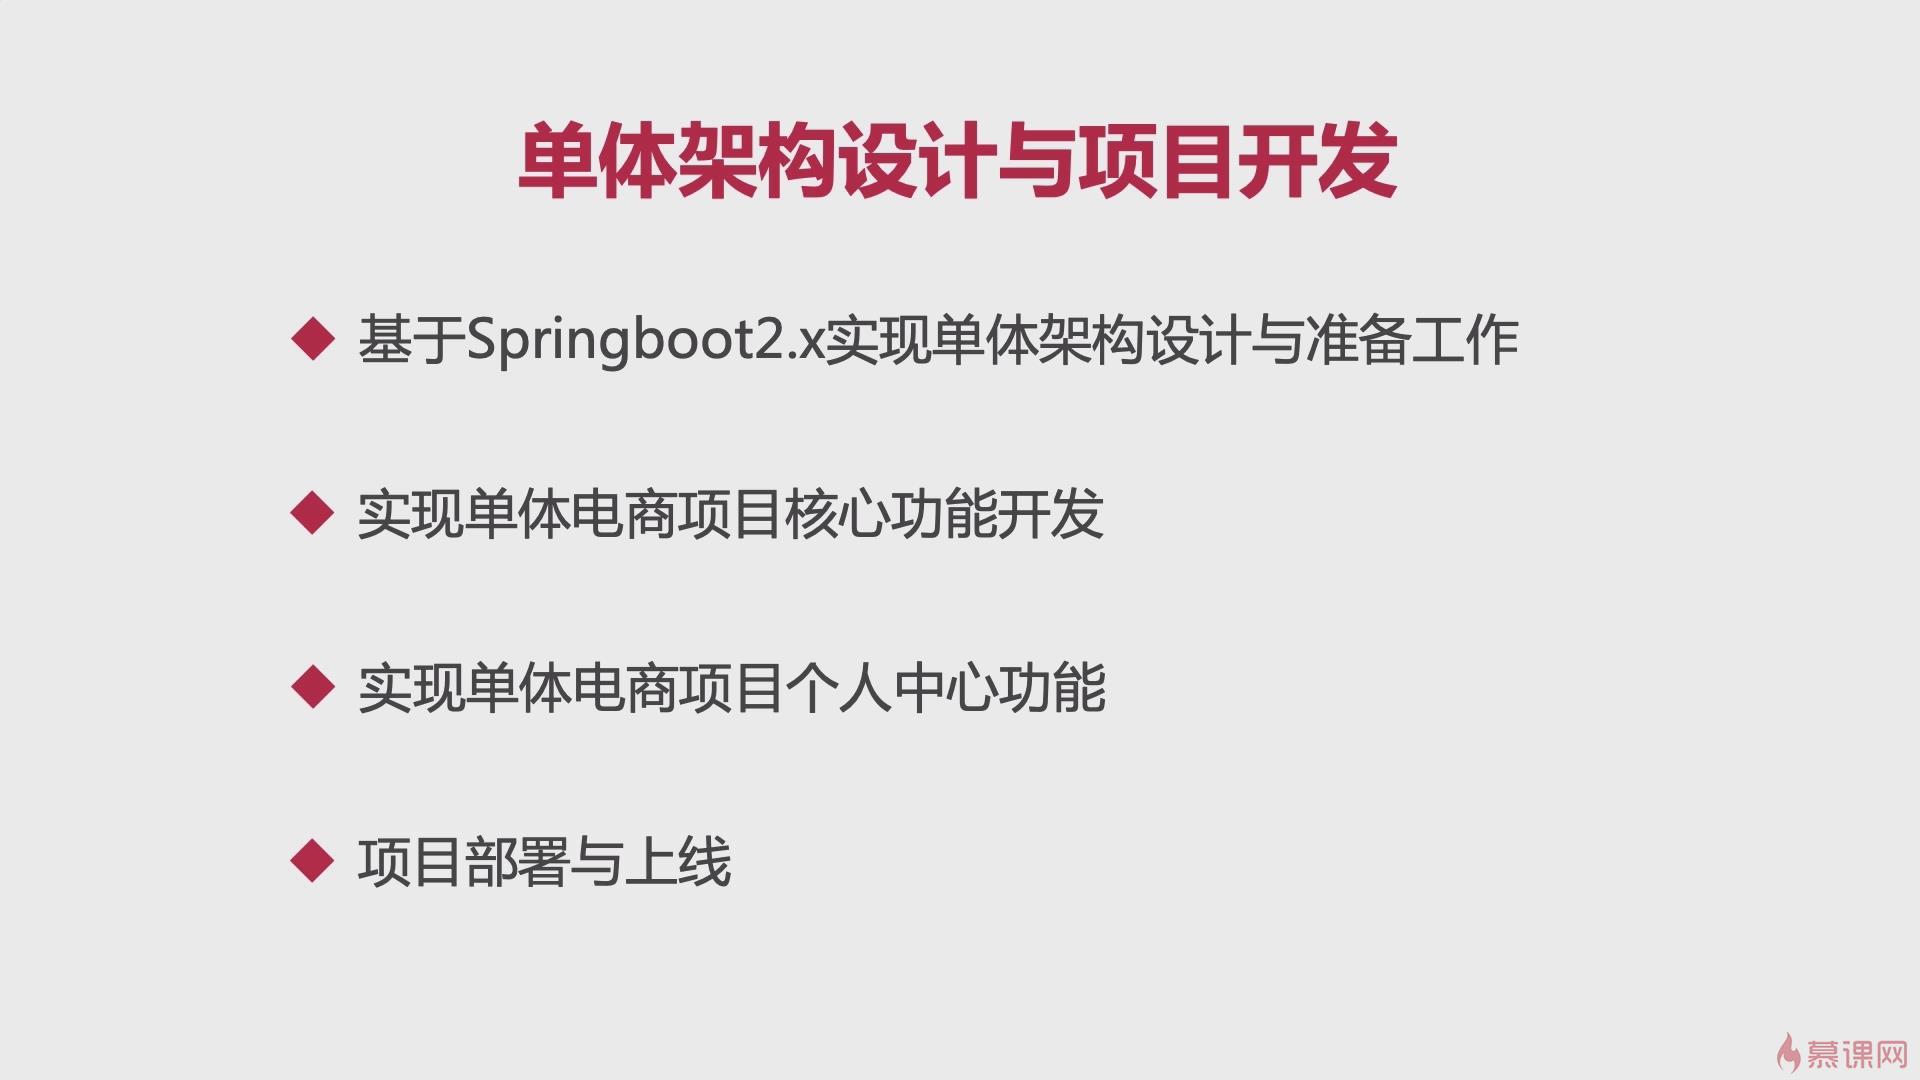 单体架构设计与项目开发
基于Springboot2.x实现单体架构设计与准备工作
实现单体电商项目核心功能开发
实现单体电商项目个人中心功能
项目部署与上线
慕课网